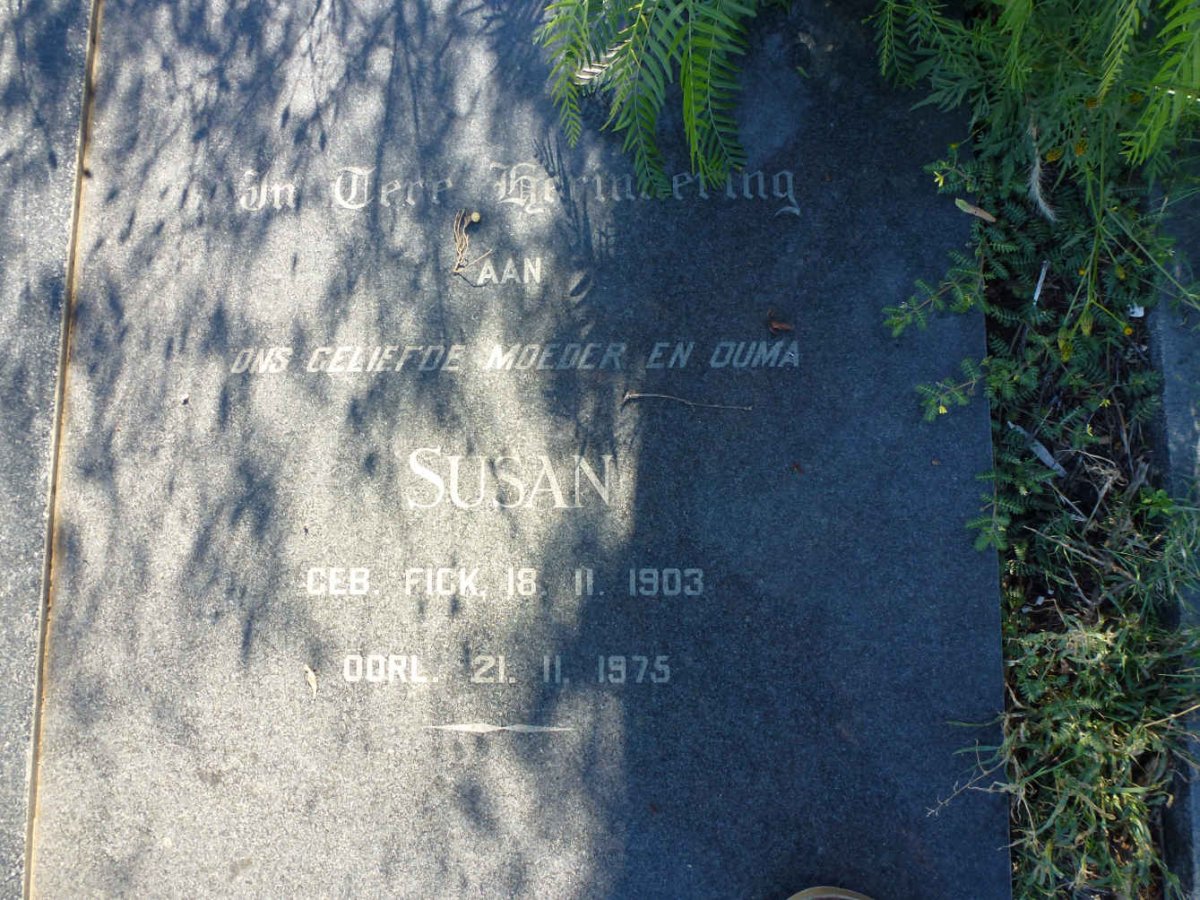 In Tere Herinnering
AAN
ONS GELIEFDE MOEDER EN OUMA
SUSAN
GEB. FICK, 18. 11. 1903
OORL. 21. 11. 1975